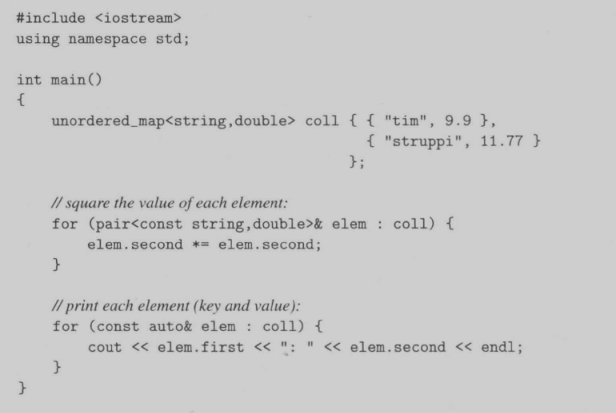 #include <iostream>
using namespace std;
int main()
{
unordered_map<string,double> coll { { "tim", 9.9 },
{ "struppi", 11.77 }
};
// square the value of each element:
for (pair<const string,double>& elem : coll) {
elem.second *= elem.second;
}
// print each element (key and value):
for (const auto& elem : coll) {
cout << elem.first << ": " << elem.second << endl;
}
}